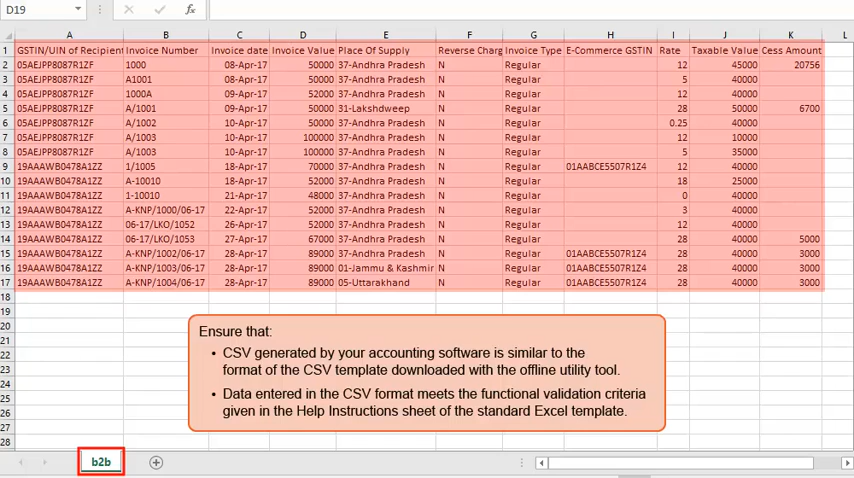 D19
fx
A B C D E F G H I J K L
1 GSTIN/UIN of Recipient Invoice Number Invoice date Invoice Value Place Of Supply Reverse Charg Invoice Type E-Commerce GSTIN Rate Taxable Value Cess Amount
2 05AEJPP8087R1ZF 1000 08-Apr-17 50000 37-Andhra Pradesh N Regular 12 45000 20756
3 05AEJPP8087R1ZF A1001 08-Apr-17 50000 37-Andhra Pradesh N Regular 5 40000
4 05AEJPP8087R1ZF 1000A 09-Apr-17 52000 37-Andhra Pradesh N Regular 12 40000
5 05AEJPP8087R1ZF A/1001 09-Apr-17 50000 31-Lakshdweep N Regular 28 50000 6700
6 05AEJPP8087R1ZF A/1002 10-Apr-17 50000 37-Andhra Pradesh N Regular 0.25 40000
7 05AEJPP8087R1ZF A/1003 10-Apr-17 100000 37-Andhra Pradesh N Regular 12 10000
8 05AEJPP8087R1ZF A/1003 10-Apr-17 100000 37-Andhra Pradesh N Regular 5 35000
9 19AAAWB0478A1ZZ 1/1005 18-Apr-17 70000 37-Andhra Pradesh N Regular 01AABCE5507R1Z4 12 40000
10 19AAAWB0478A1ZZ A-10010 18-Apr-17 52000 37-Andhra Pradesh N Regular 18 25000
11 19AAAWB0478A1ZZ 1-10010 21-Apr-17 48000 37-Andhra Pradesh N Regular 0 40000
12 19AAAWB0478A1ZZ A-KNP/1000/06-17 22-Apr-17 52000 37-Andhra Pradesh N Regular 3 40000
13 19AAAWB0478A1ZZ 06-17/LKO/1052 26-Apr-17 52000 37-Andhra Pradesh N Regular 12 40000
14 19AAAWB0478A1ZZ 06-17/LKO/1053 27-Apr-17 67000 37-Andhra Pradesh N Regular 28 40000 5000
15 19AAAWB0478A1ZZ A-KNP/1002/06-17 28-Apr-17 89000 37-Andhra Pradesh N Regular 01AABCE5507R1Z4 28 40000 3000
16 19AAAWB0478A1ZZ A-KNP/1003/06-17 28-Apr-17 89000 01-Jammu & Kashmir N Regular 01AABCE5507R1Z4 28 40000 3000
17 19AAAWB0478A1ZZ A-KNP/1004/06-17 28-Apr-17 89000 05-Uttarakhand N Regular 01AABCE5507R1Z4 28 40000 3000
18
19
20
21
22
23
24
25
26
27
28
Ensure that:
• CSV generated by your accounting software is similar to the
format of the CSV template downloaded with the offline utility tool.
• Data entered in the CSV format meets the functional validation criteria
given in the Help Instructions sheet of the standard Excel template.
b2b